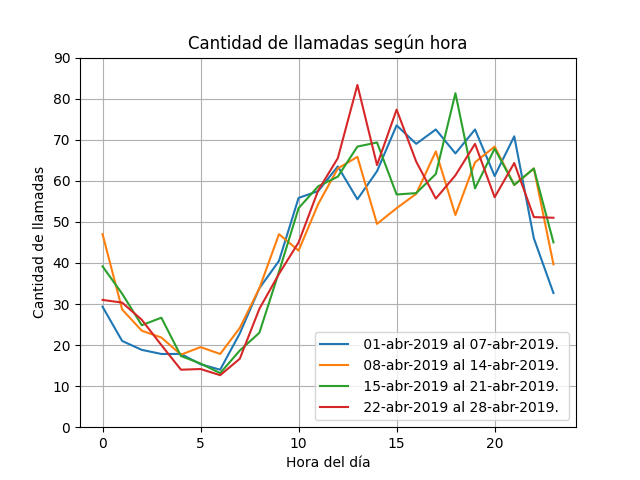 Cantidad de llamadas según hora
Cantidad de llamadas
90
80
70
60
50
40
30
20
10
0
0 5 10 15 20
Hora del día
01-abr-2019 al 07-abr-2019.
08-abr-2019 al 14-abr-2019.
15-abr-2019 al 21-abr-2019.
22-abr-2019 al 28-abr-2019.